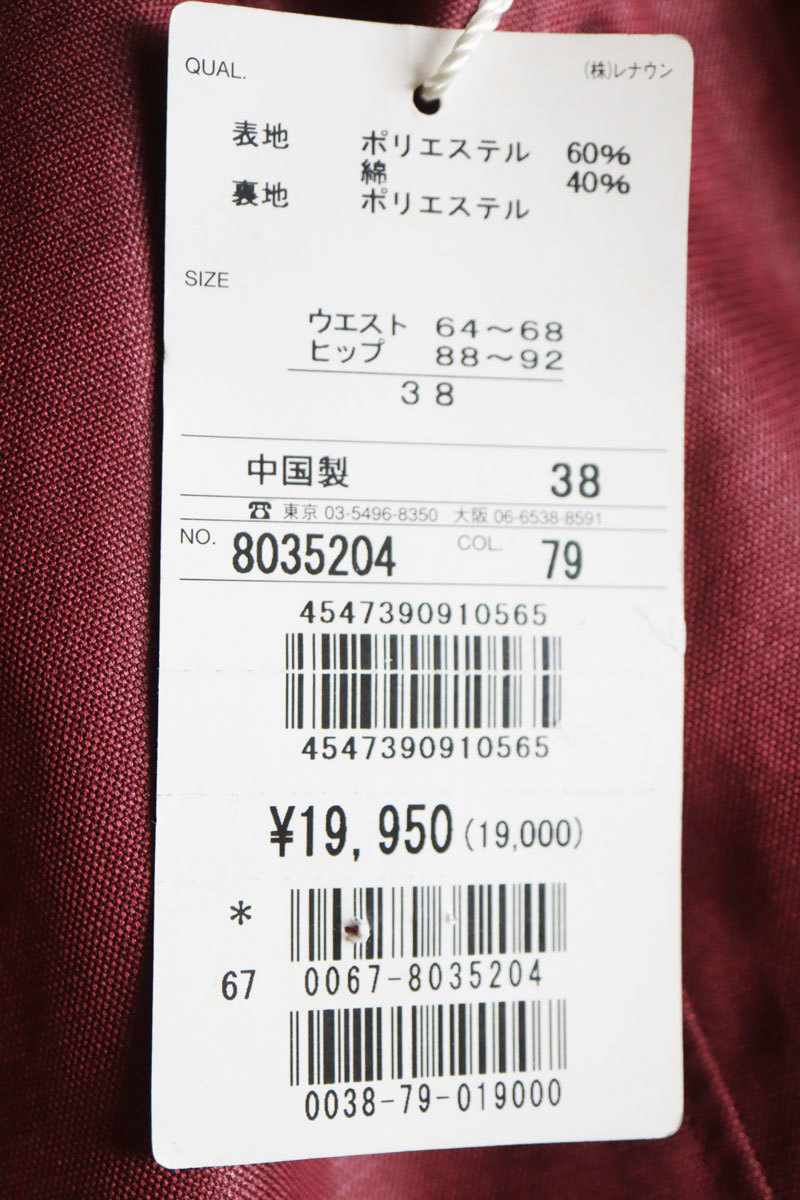 QUAL. (株)レナウン
表地 ポリエステル 60%
綿 40%
裏地 ポリエステル
SIZE
ウエスト 64～68
ヒップ 88～92
38
中国製 38
☎ 東京 03-5496-8350 大阪 06-6538-8591
NO. 8035204 COL. 79
4547390910565
4547390910565
¥19,950 (19,000)
*
67 0067-8035204
0038-79-019000